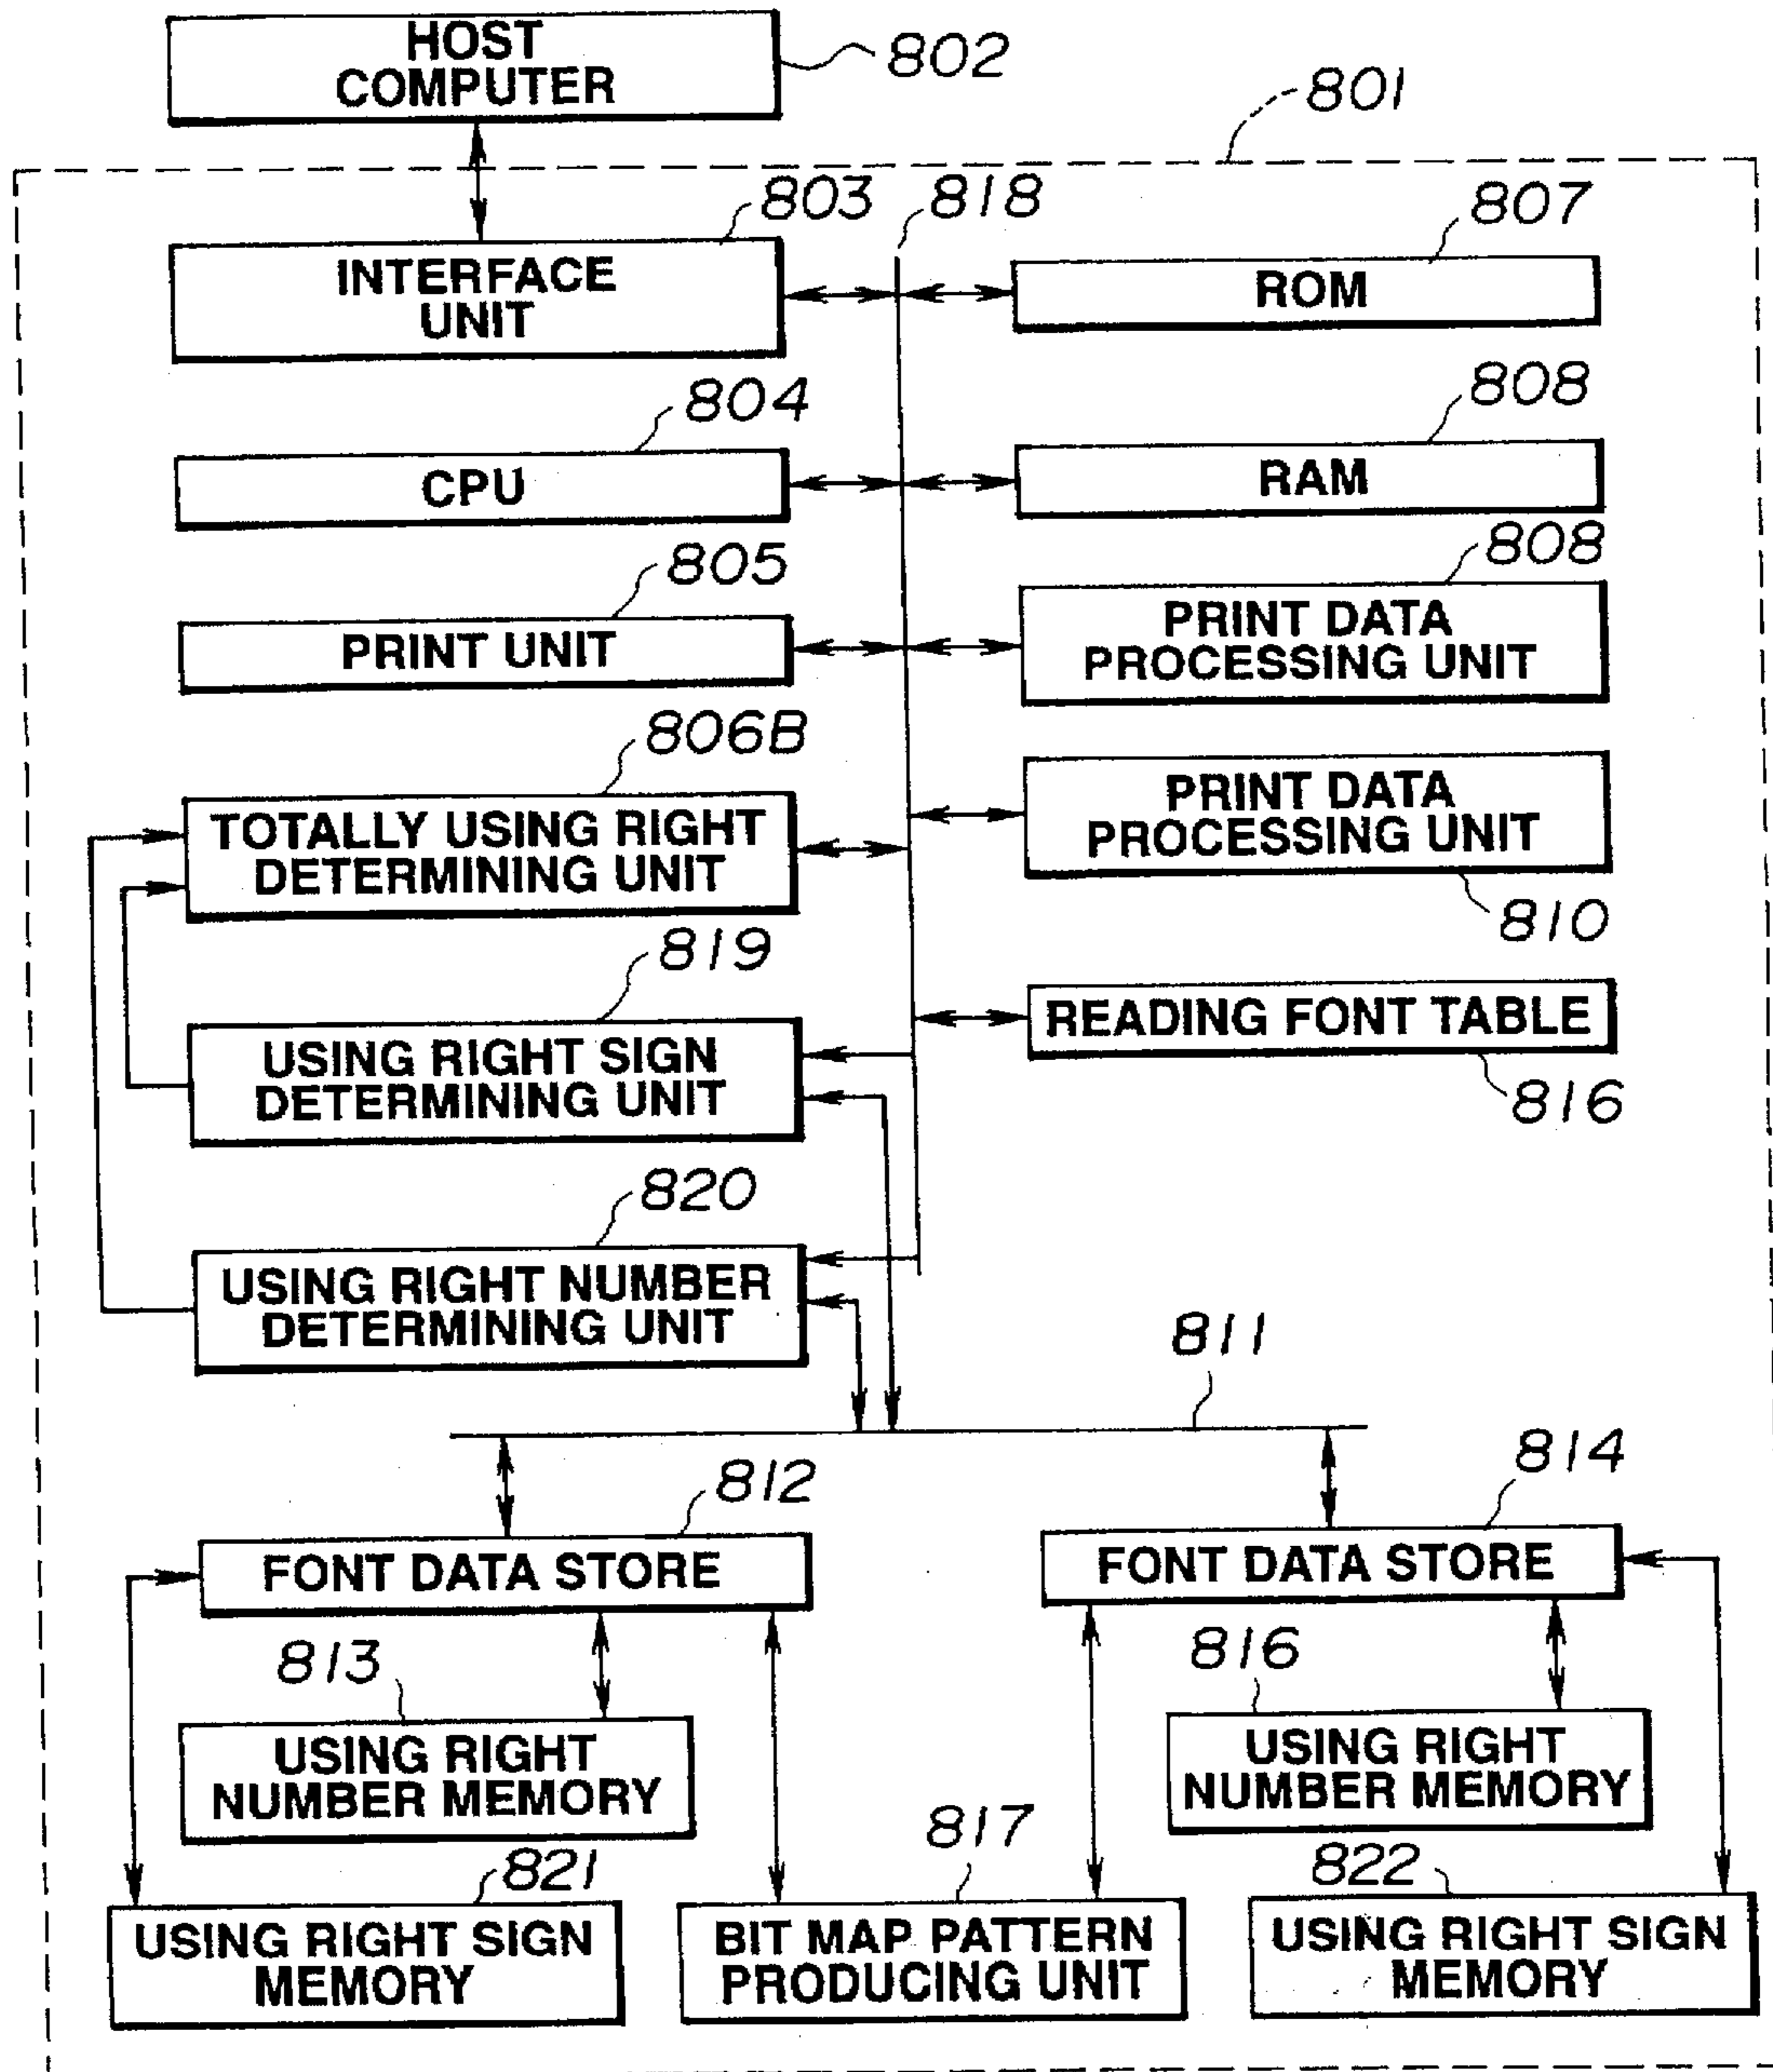 HOST
COMPUTER
802
801
803
818
807
INTERFACE
UNIT
ROM
804
808
CPU
RAM
805
808
PRINT UNIT
PRINT DATA
PROCESSING UNIT
806B
TOTALLY USING RIGHT
DETERMINING UNIT
PRINT DATA
PROCESSING UNIT
810
819
USING RIGHT SIGN
DETERMINING UNIT
READING FONT TABLE
816
820
USING RIGHT NUMBER
DETERMINING UNIT
811
812
814
FONT DATA STORE
FONT DATA STORE
813
816
USING RIGHT
NUMBER MEMORY
USING RIGHT
NUMBER MEMORY
821
817
822
USING RIGHT SIGN
MEMORY
BIT MAP PATTERN
PRODUCING UNIT
USING RIGHT SIGN
MEMORY